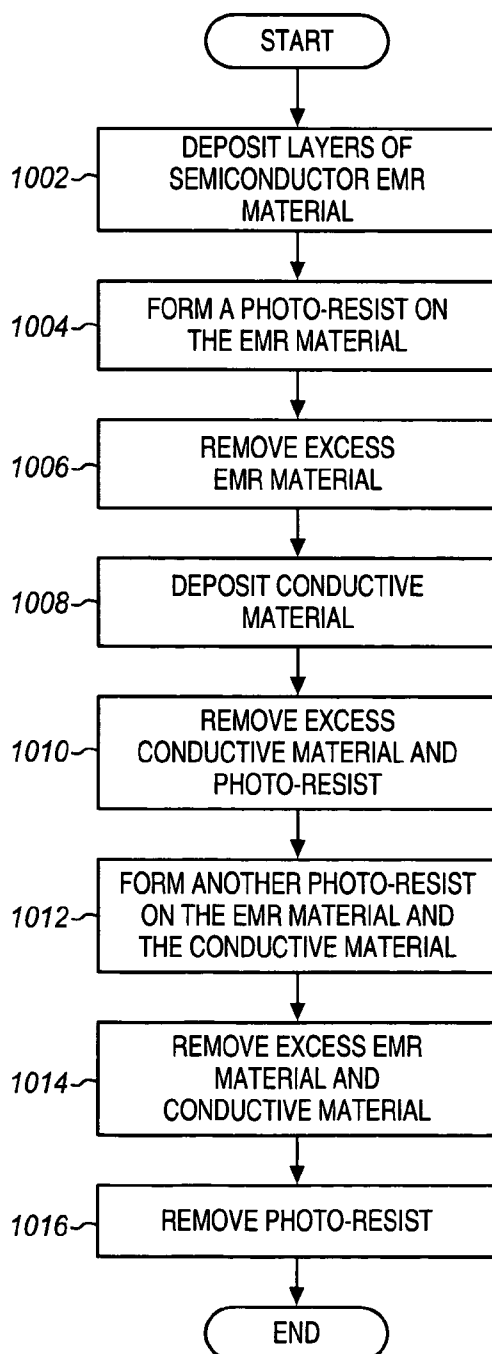 START
1002
DEPOSIT LAYERS OF
SEMICONDUCTOR EMR
MATERIAL
1004
FORM A PHOTO-RESIST ON
THE EMR MATERIAL
1006
REMOVE EXCESS
EMR MATERIAL
1008
DEPOSIT CONDUCTIVE
MATERIAL
1010
REMOVE EXCESS
CONDUCTIVE MATERIAL AND
PHOTO-RESIST
1012
FORM ANOTHER PHOTO-RESIST
ON THE EMR MATERIAL AND
THE CONDUCTIVE MATERIAL
1014
REMOVE EXCESS EMR
MATERIAL AND
CONDUCTIVE MATERIAL
1016
REMOVE PHOTO-RESIST
END